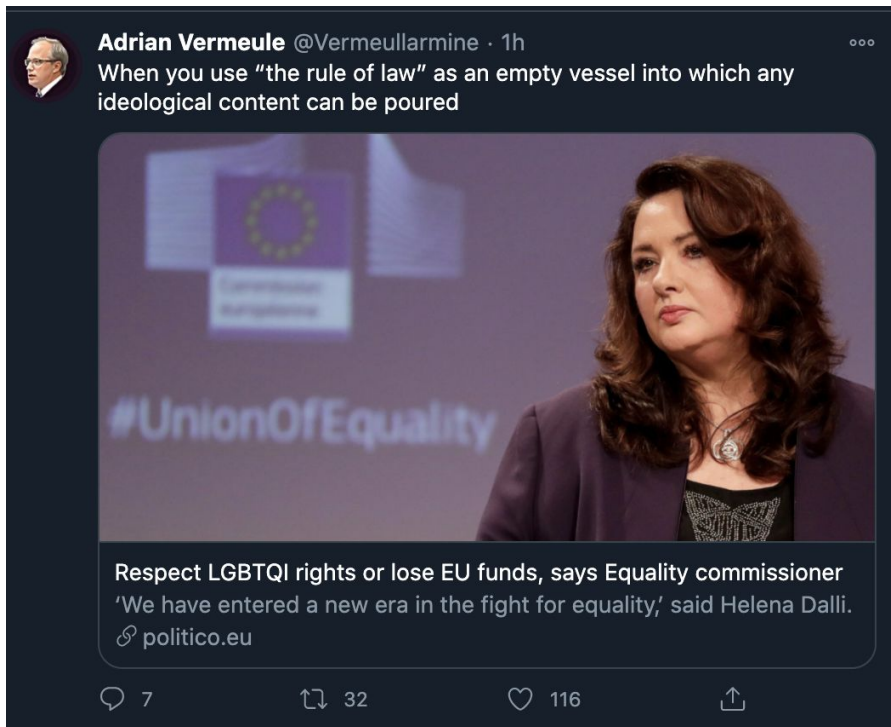 Adrian Vermeule @Vermeullarmine · 1h
When you use “the rule of law” as an empty vessel into which any
ideological content can be poured
Commission
européenne
#UnionOfEquality
Respect LGBTQI rights or lose EU funds, says Equality commissioner
‘We have entered a new era in the fight for equality,’ said Helena Dalli.
politico.eu
7 32 116